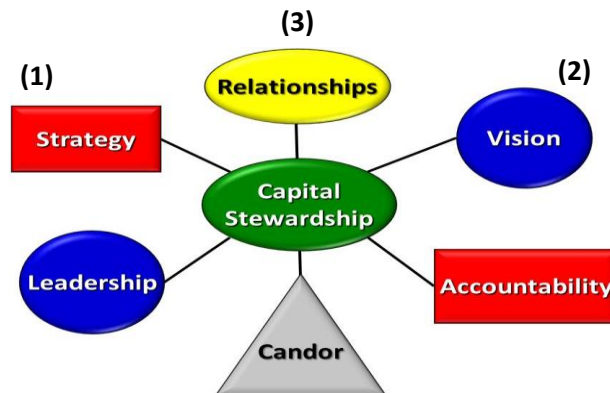 (3)
(1)
(2)
Relationships
Strategy
Vision
Capital
Stewardship
Leadership
Accountability
Candor